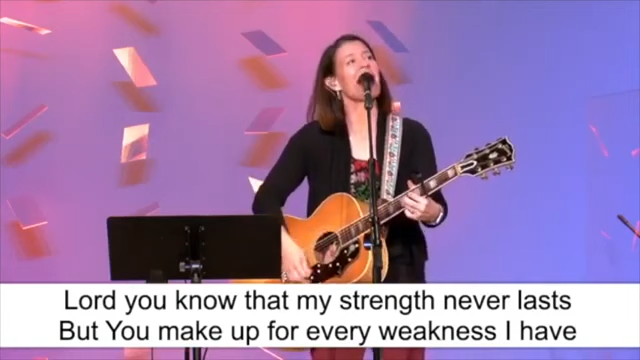 Lord you know that my strength never lasts
But You make up for every weakness I have